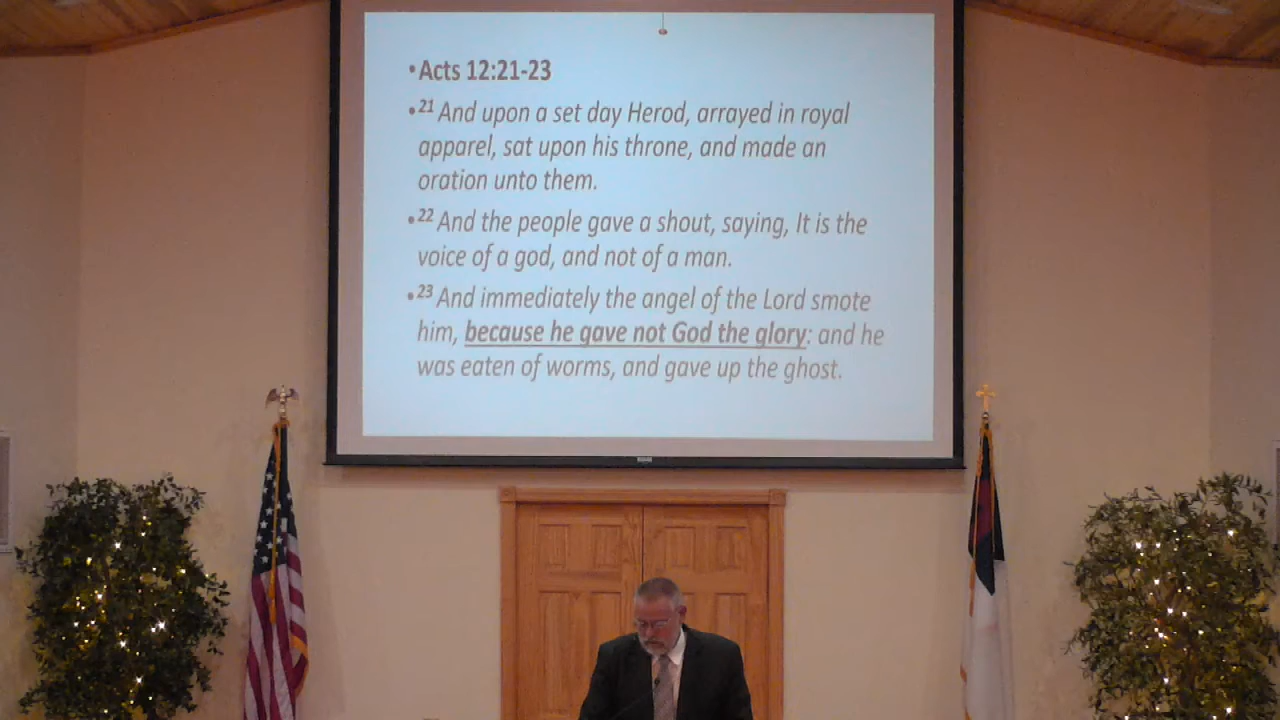 •Acts 12:21-23
•21 And upon a set day Herod, arrayed in royal
apparel, sat upon his throne, and made an
oration unto them.
•22 And the people gave a shout, saying, It is the
voice of a god, and not of a man.
•23 And immediately the angel of the Lord smote
him, because he gave not God the glory: and he
was eaten of worms, and gave up the ghost.